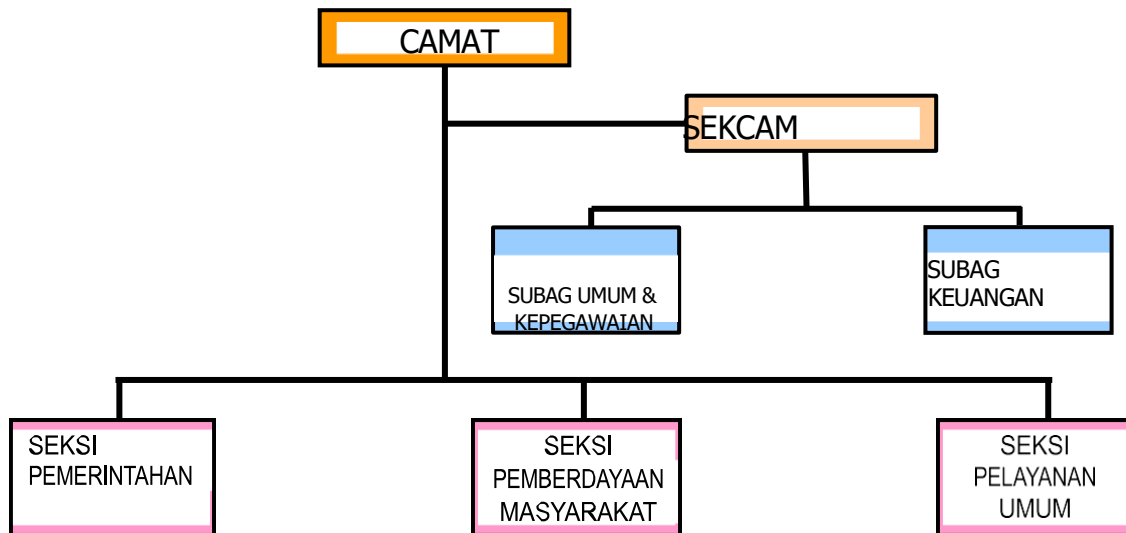 CAMAT
SEKCAM
SUBAG UMUM &
KEPEGAWAIAN
SUBAG
KEUANGAN
SEKSI
PEMERINTAHAN
SEKSI
PEMBERDAYAAN
MASYARAKAT
SEKSI
PELAYANAN
UMUM